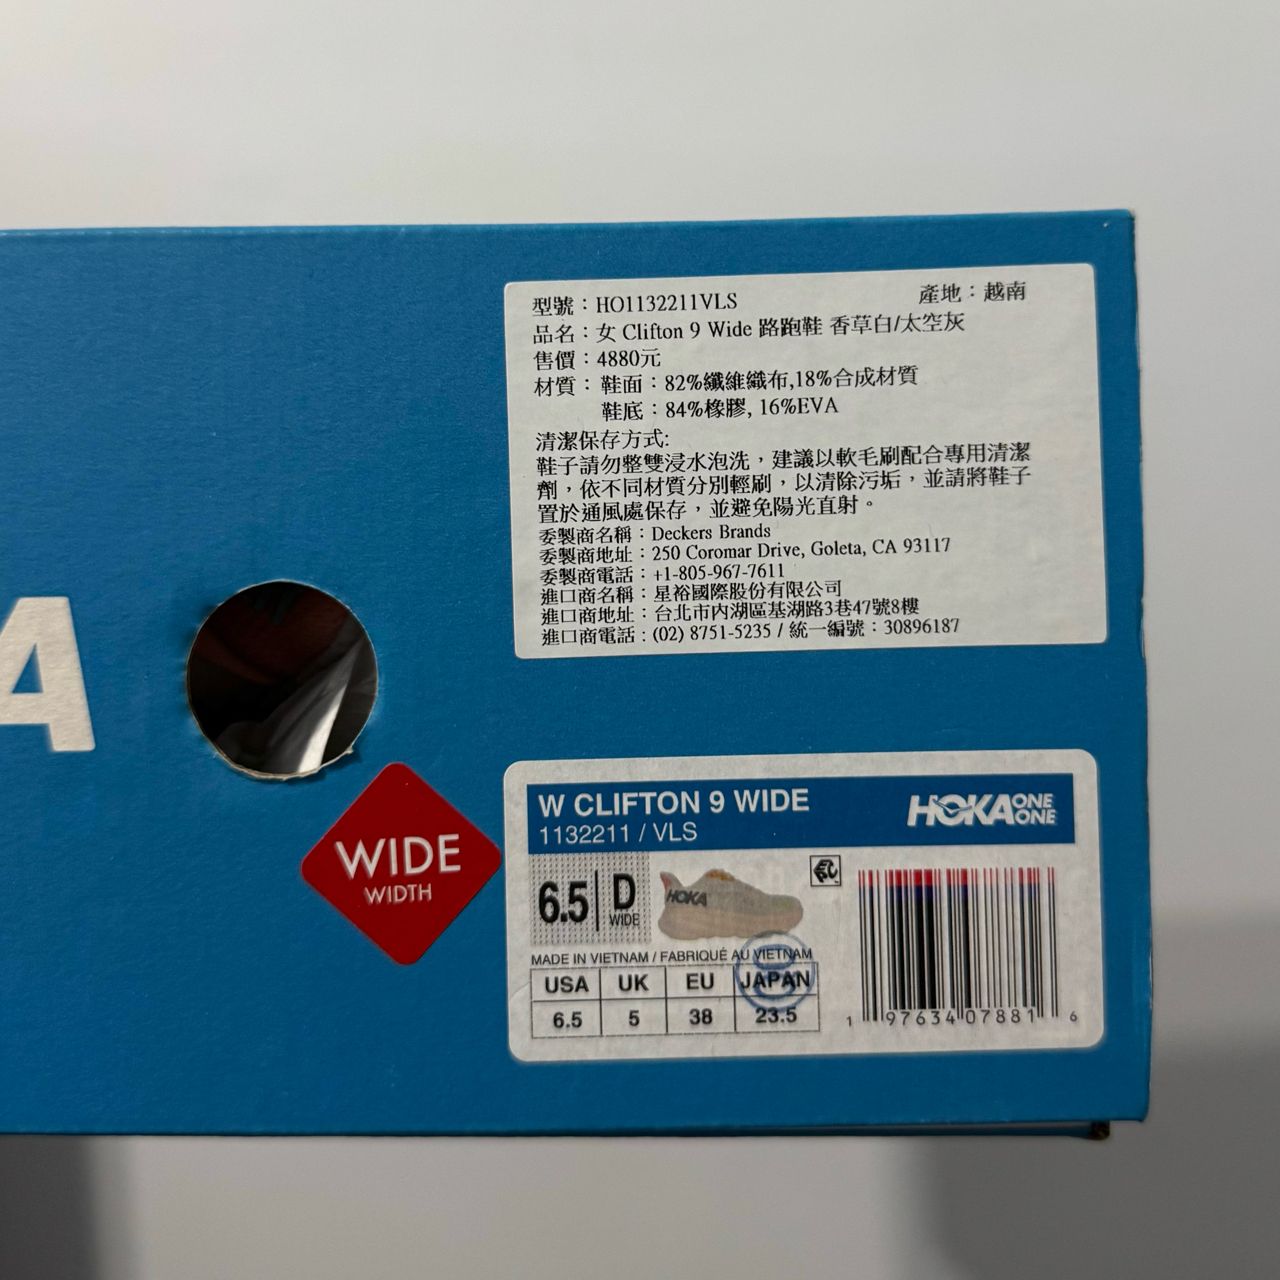 型號：HO1132211VLS 產地：越南
品名：女 Clifton 9 Wide 路跑鞋 香草白/太空灰
售價：4880元
材質： 鞋面：82%纖維織布,18%合成材質
鞋底：84%橡膠, 16%EVA
清潔保存方式:
鞋子請勿整雙浸水泡洗，建議以軟毛刷配合專用清潔
劑，依不同材質分別輕刷，以清除污垢，並請將鞋子
置於通風處保存，並避免陽光直射。
委製商名稱：Deckers Brands
委製商地址：250 Coromar Drive, Goleta, CA 93117
委製商電話：+1-805-967-7611
進口商名稱：星裕國際股份有限公司
進口商地址：台北市內湖區基湖路3巷47號8樓
進口商電話：(02) 8751-5235 / 統一編號：30896187
A
WIDE
WIDTH
W CLIFTON 9 WIDE
1132211 / VLS
HOKA ONE ONE
6.5 D
WIDE
HOKA
MADE IN VIETNAM / FABRIQUÉ AU VIETNAM
USA UK EU JAPAN
6.5 5 38 23.5
1 97634 07881 6